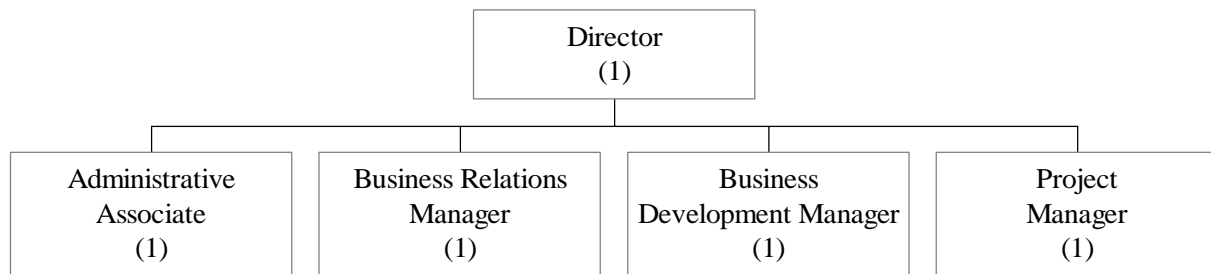 Director
(1)
Administrative
Associate
(1)
Business Relations
Manager
(1)
Business
Development Manager
(1)
Project
Manager
(1)